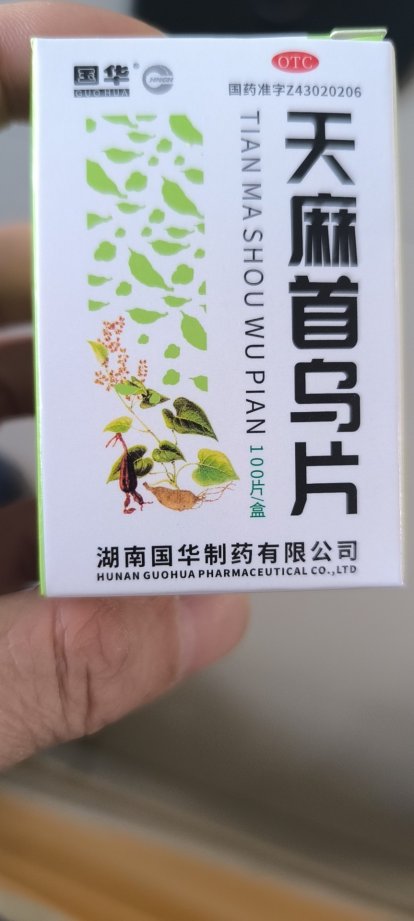 国华
GUOHUA
HNGH
OTC
国药准字Z43020206
天麻首乌片
TIAN MA SHOU WU PIAN
100片/盒
湖南国华制药有限公司
HUNAN GUOHUA PHARMACEUTICAL CO.,LTD